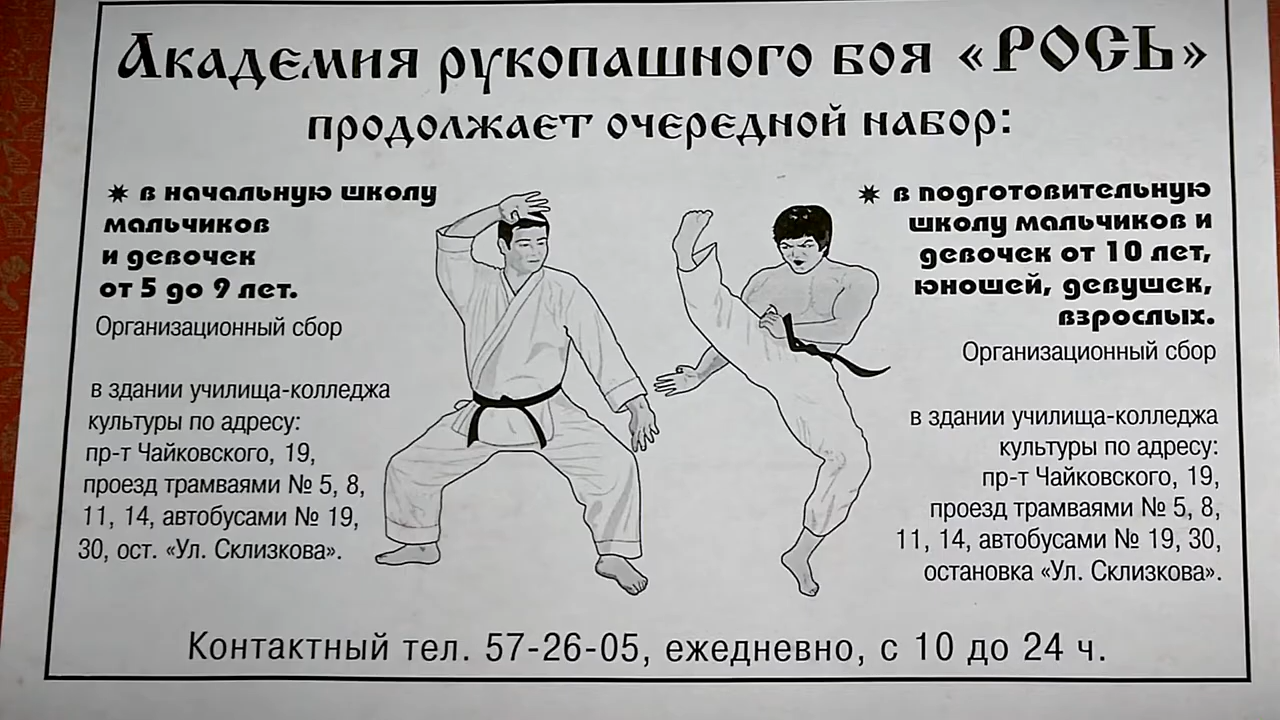 Академия рукопашного боя «РОСЬ»
продолжает очередной набор:
✷ в начальную школу
мальчиков
и девочек
от 5 до 9 лет.
Организационный сбор
в здании училища-колледжа
культуры по адресу:
пр-т Чайковского, 19,
проезд трамваями № 5, 8,
11, 14, автобусами № 19,
30, ост. «Ул. Склизкова».
✷ в подготовительную
школу мальчиков и
девочек от 10 лет,
юношей, девушек,
взрослых.
Организационный сбор
в здании училища-колледжа
культуры по адресу:
пр-т Чайковского, 19,
проезд трамваями № 5, 8,
11, 14, автобусами № 19, 30,
остановка «Ул. Склизкова».
Контактный тел. 57-26-05, ежедневно, с 10 до 24 ч.